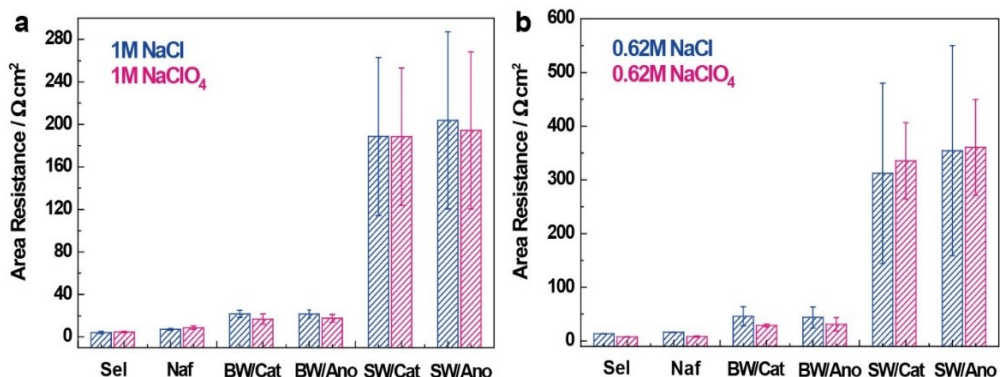 a
1M NaCl
1M NaClO₄
Area Resistance / Ω cm²
280
240
200
160
120
80
40
0
Sel Naf BW/Cat BW/Ano SW/Cat SW/Ano
b
0.62M NaCl
0.62M NaClO₄
Area Resistance / Ω cm²
600
500
400
300
200
100
0
Sel Naf BW/Cat BW/Ano SW/Cat SW/Ano